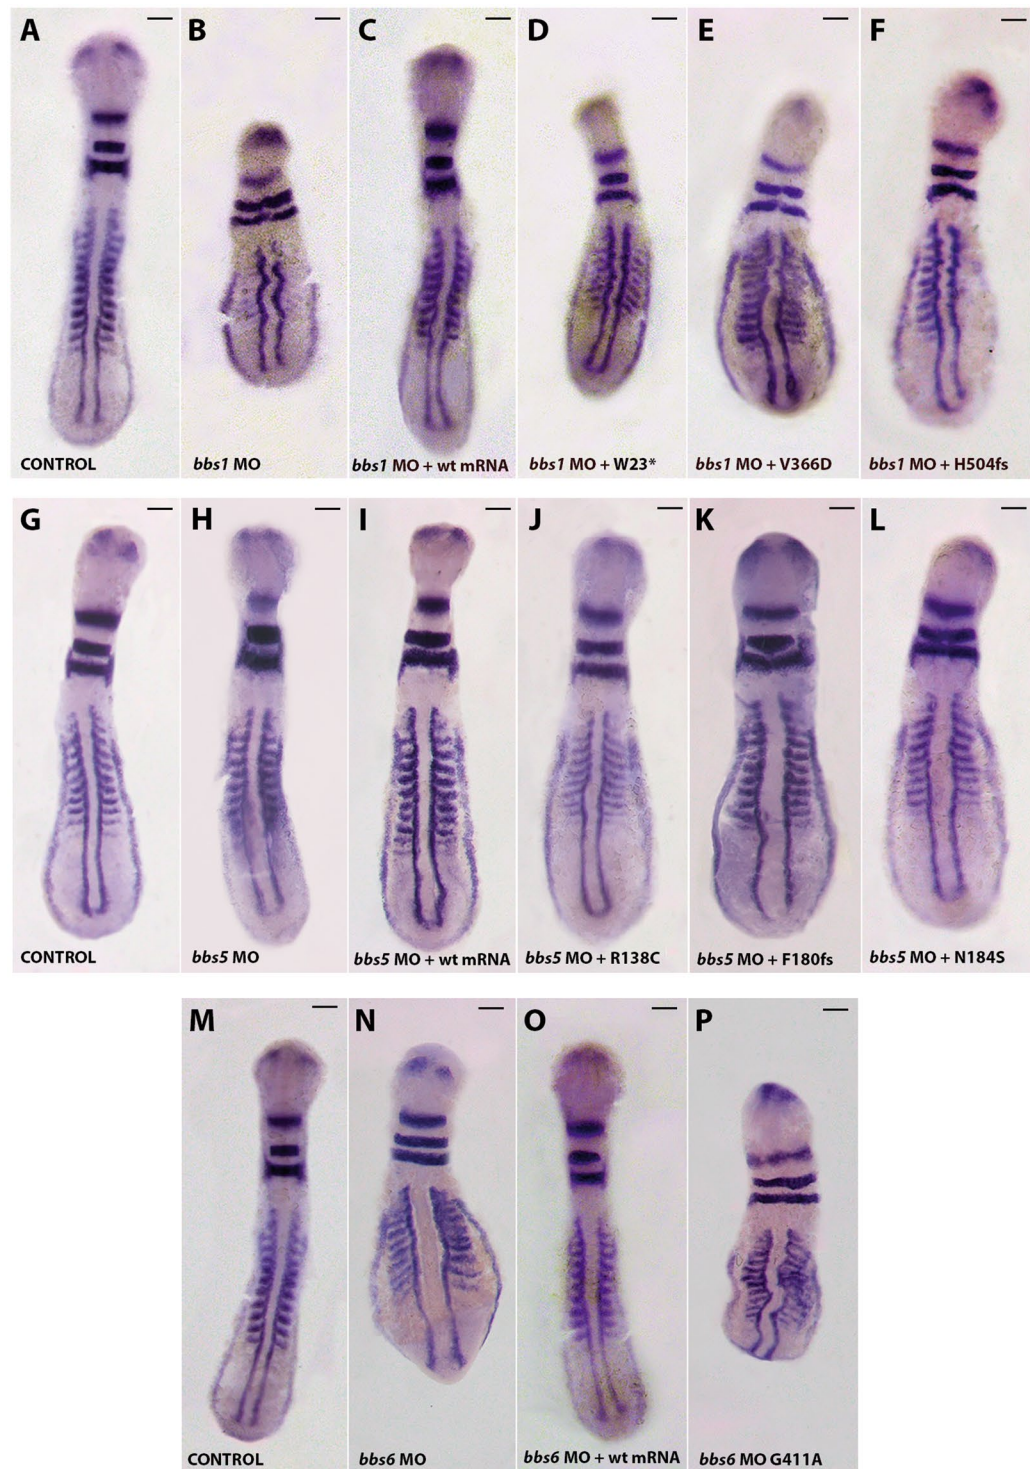 A B C D E F
CONTROL bbs1 MO bbs1 MO + wt mRNA bbs1 MO + W23* bbs1 MO + V366D bbs1 MO + H504fs
G H I J K L
CONTROL bbs5 MO bbs5 MO + wt mRNA bbs5 MO + R138C bbs5 MO + F180fs bbs5 MO + N184S
M N O P
CONTROL bbs6 MO bbs6 MO + wt mRNA bbs6 MO G411A